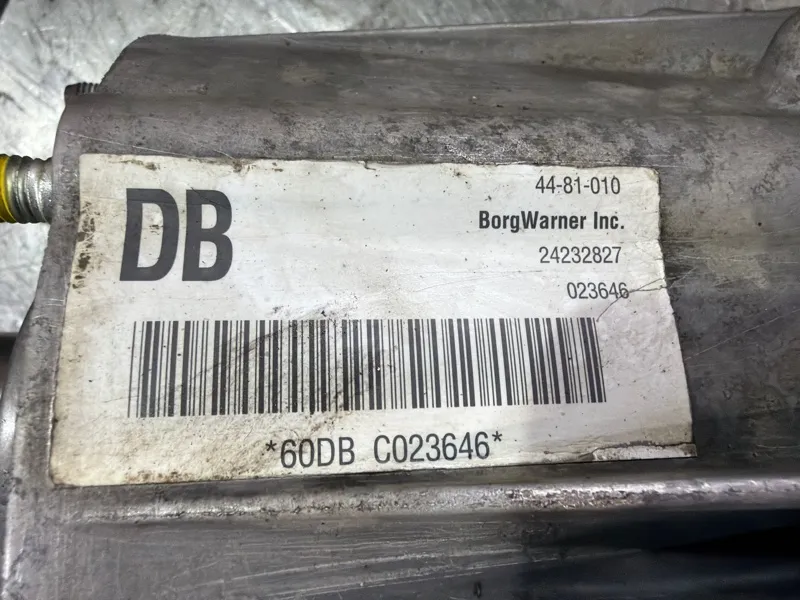 DB
44-81-010
BorgWarner Inc.
24232827
023646
*60DB C023646*